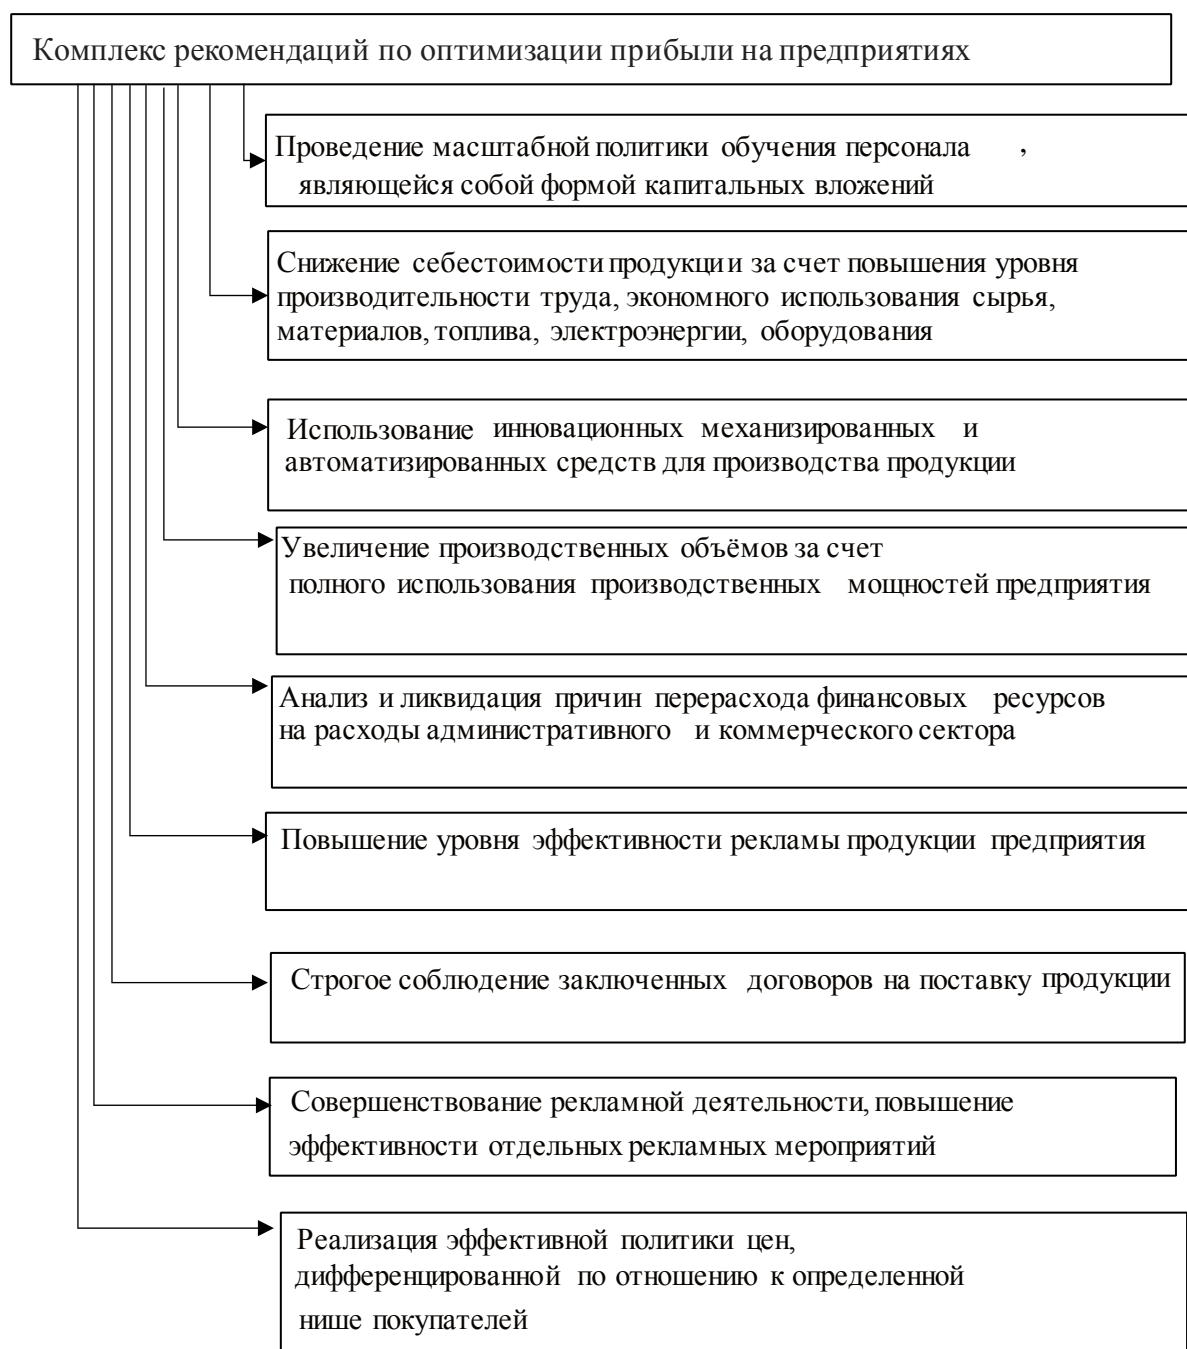 Комплекс рекомендаций по оптимизации прибыли на предприятиях
Проведение масштабной политики обучения персонала ,
являющейся собой формой капитальных вложений
Снижение себестоимости продукции за счет повышения уровня
производительности труда, экономного использования сырья,
материалов, топлива, электроэнергии, оборудования
Использование инновационных механизированных и
автоматизированных средств для производства продукции
Увеличение производственных объёмов за счет
полного использования производственных мощностей предприятия
Анализ и ликвидация причин перерасхода финансовых ресурсов
на расходы административного и коммерческого сектора
Повышение уровня эффективности рекламы продукции предприятия
Строгое соблюдение заключенных договоров на поставку продукции
Совершенствование рекламной деятельности, повышение
эффективности отдельных рекламных мероприятий
Реализация эффективной политики цен,
дифференцированной по отношению к определенной
нише покупателей